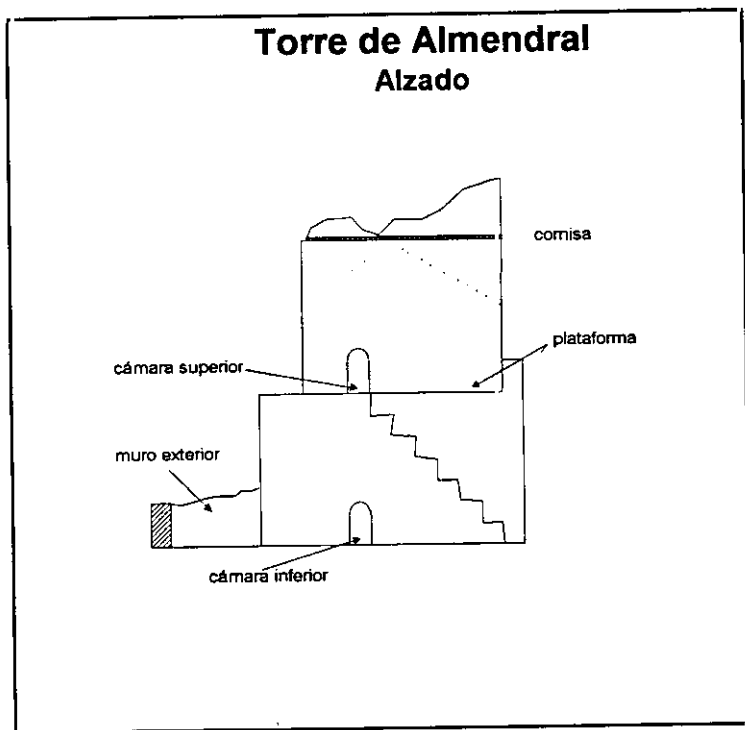 Torre de Almendral
Alzado
cornisa
plataforma
cámara superior
muro exterior
cámara inferior